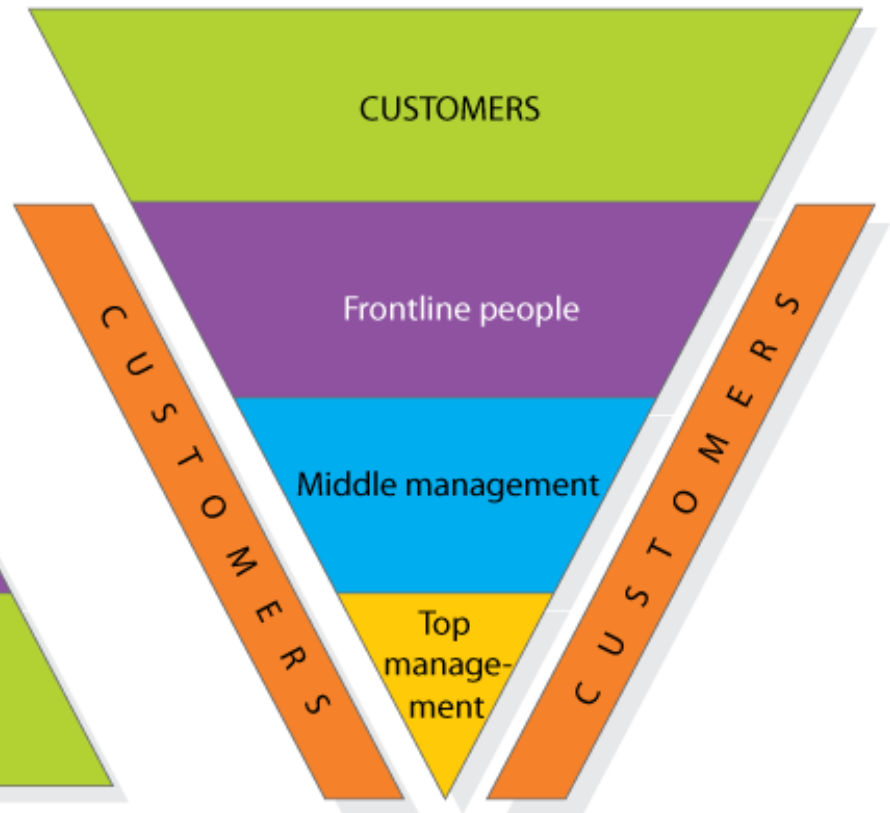 CUSTOMERS
Frontline people
CUSTOMERS
CUSTOMERS
Middle management
Top
manage-
ment